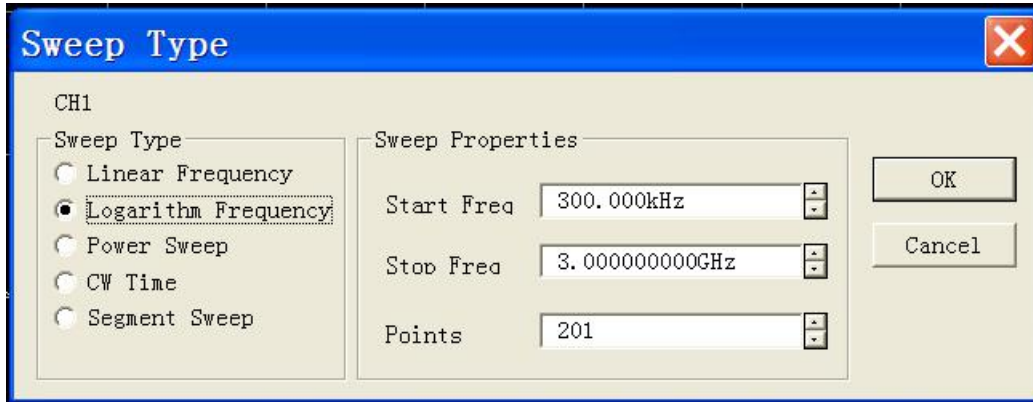 Sweep Type
CH1
Sweep Type
Linear Frequency
Logarithm Frequency
Power Sweep
CW Time
Segment Sweep
Sweep Properties
Start Freq
300.000kHz
Stop Freq
3.000000000GHz
Points
201
OK
Cancel